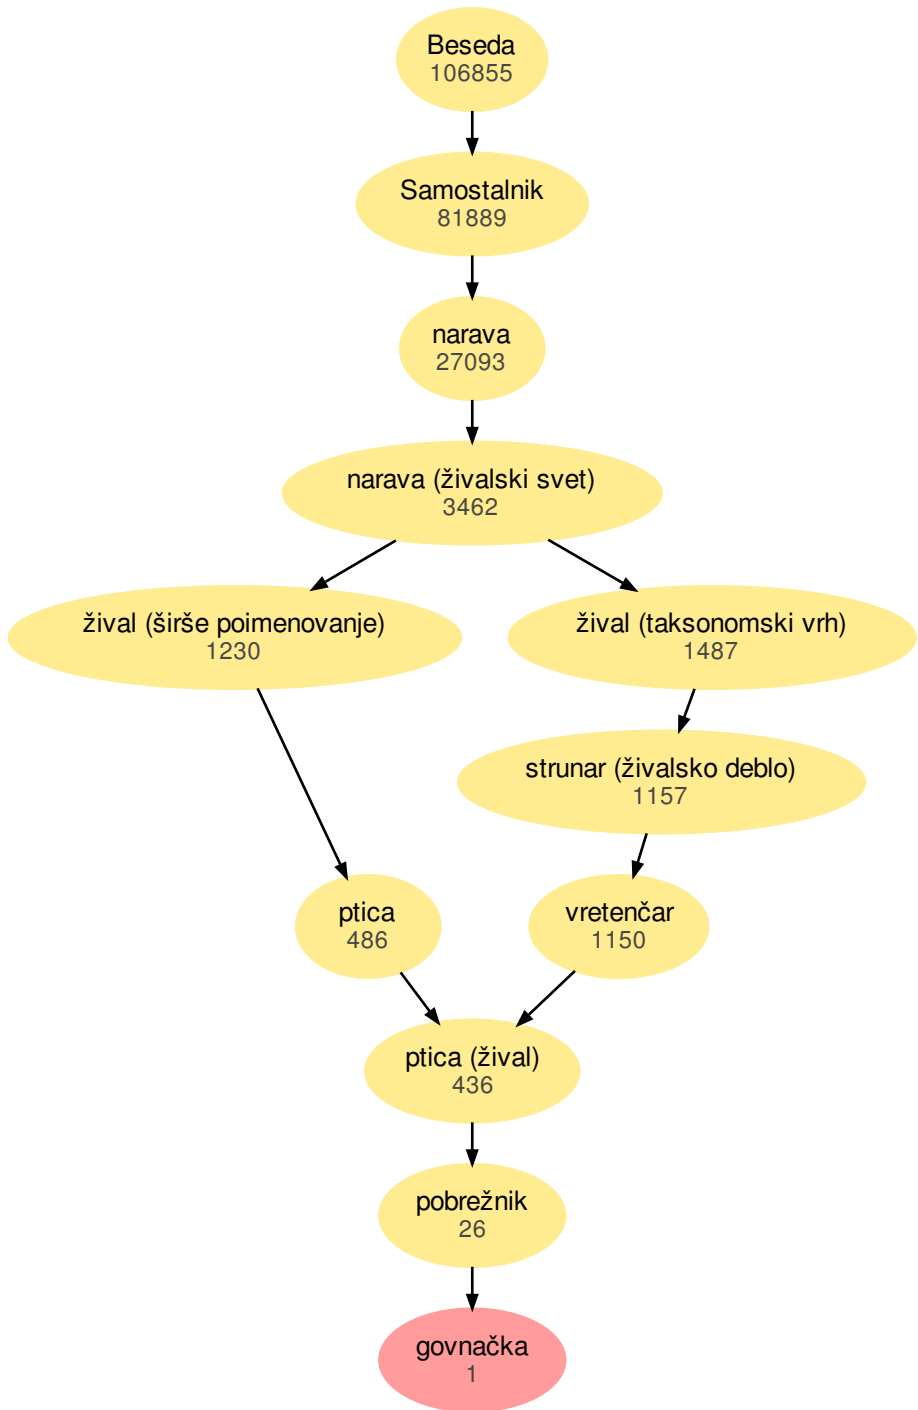 Beseda
106855
Samostalnik
81889
narava
27093
narava (živalski svet)
3462
žival (širše poimenovanje)
1230
žival (taksonomski vrh)
1487
strunar (živalsko deblo)
1157
ptica
486
vretenčar
1150
ptica (žival)
436
pobrežnik
26
govnačka
1